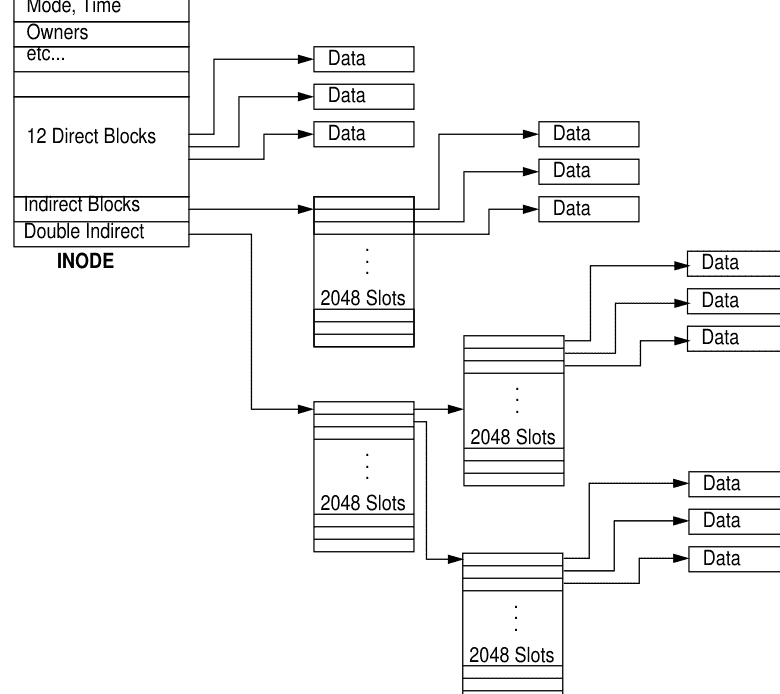 Mode, Time
Owners
etc...
12 Direct Blocks
Indirect Blocks
Double Indirect
INODE
Data
Data
Data
Data
Data
Data
2048 Slots
2048 Slots
2048 Slots
Data
Data
Data
2048 Slots
Data
Data
Data